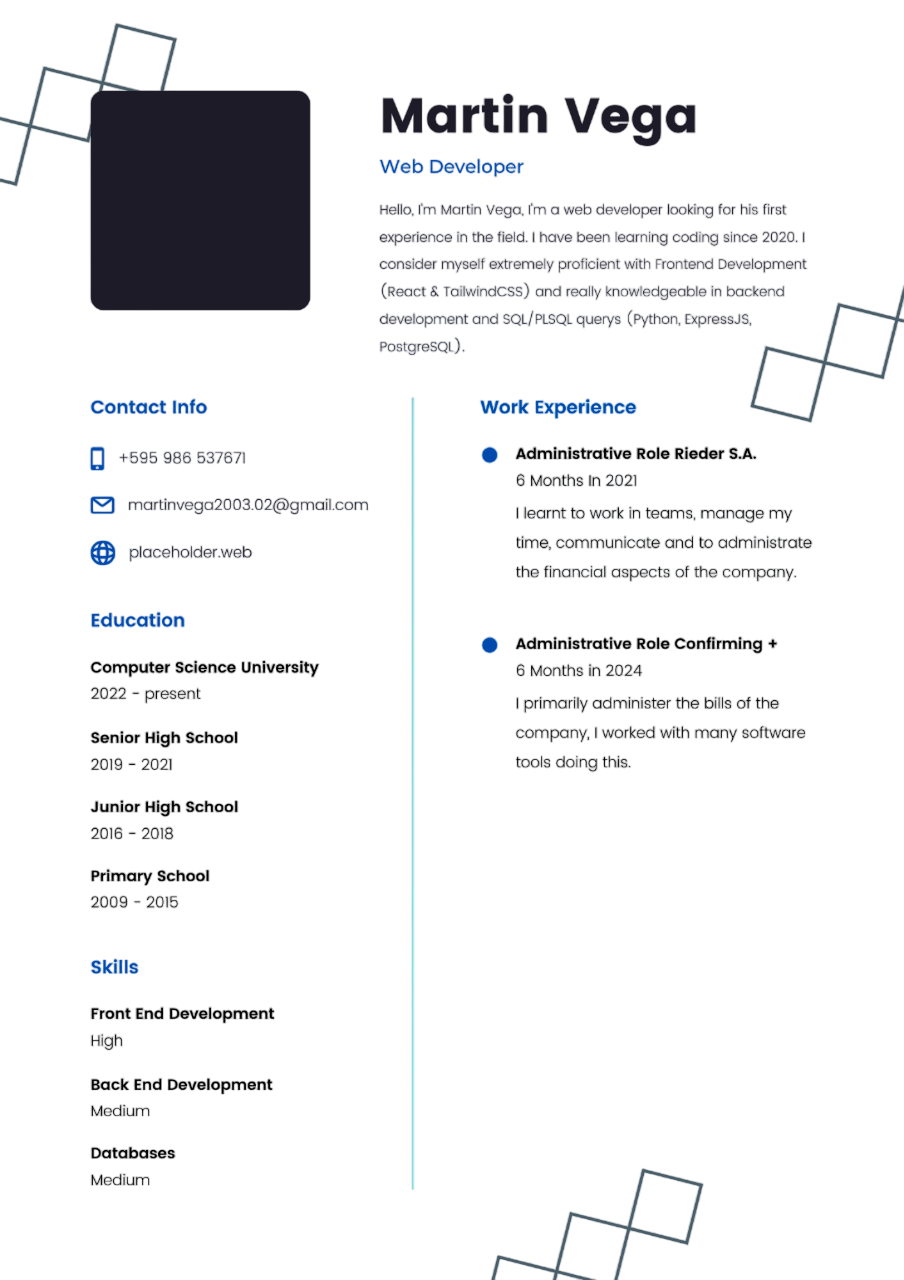 Martin Vega
Web Developer
Hello, I'm Martin Vega, I'm a web developer looking for his first
experience in the field. I have been learning coding since 2020. I
consider myself extremely proficient with Frontend Development
(React & TailwindCSS) and really knowledgeable in backend
development and SQL/PLSQL querys (Python, ExpressJS,
PostgreSQL).
Contact Info
+595 986 537671
martinvega2003.02@gmail.com
placeholder.web
Education
Computer Science University
2022 - present
Senior High School
2019 - 2021
Junior High School
2016 - 2018
Primary School
2009 - 2015
Skills
Front End Development
High
Back End Development
Medium
Databases
Medium
Work Experience
Administrative Role Rieder S.A.
6 Months In 2021
I learnt to work in teams, manage my
time, communicate and to administrate
the financial aspects of the company.
Administrative Role Confirming +
6 Months in 2024
I primarily administer the bills of the
company, I worked with many software
tools doing this.